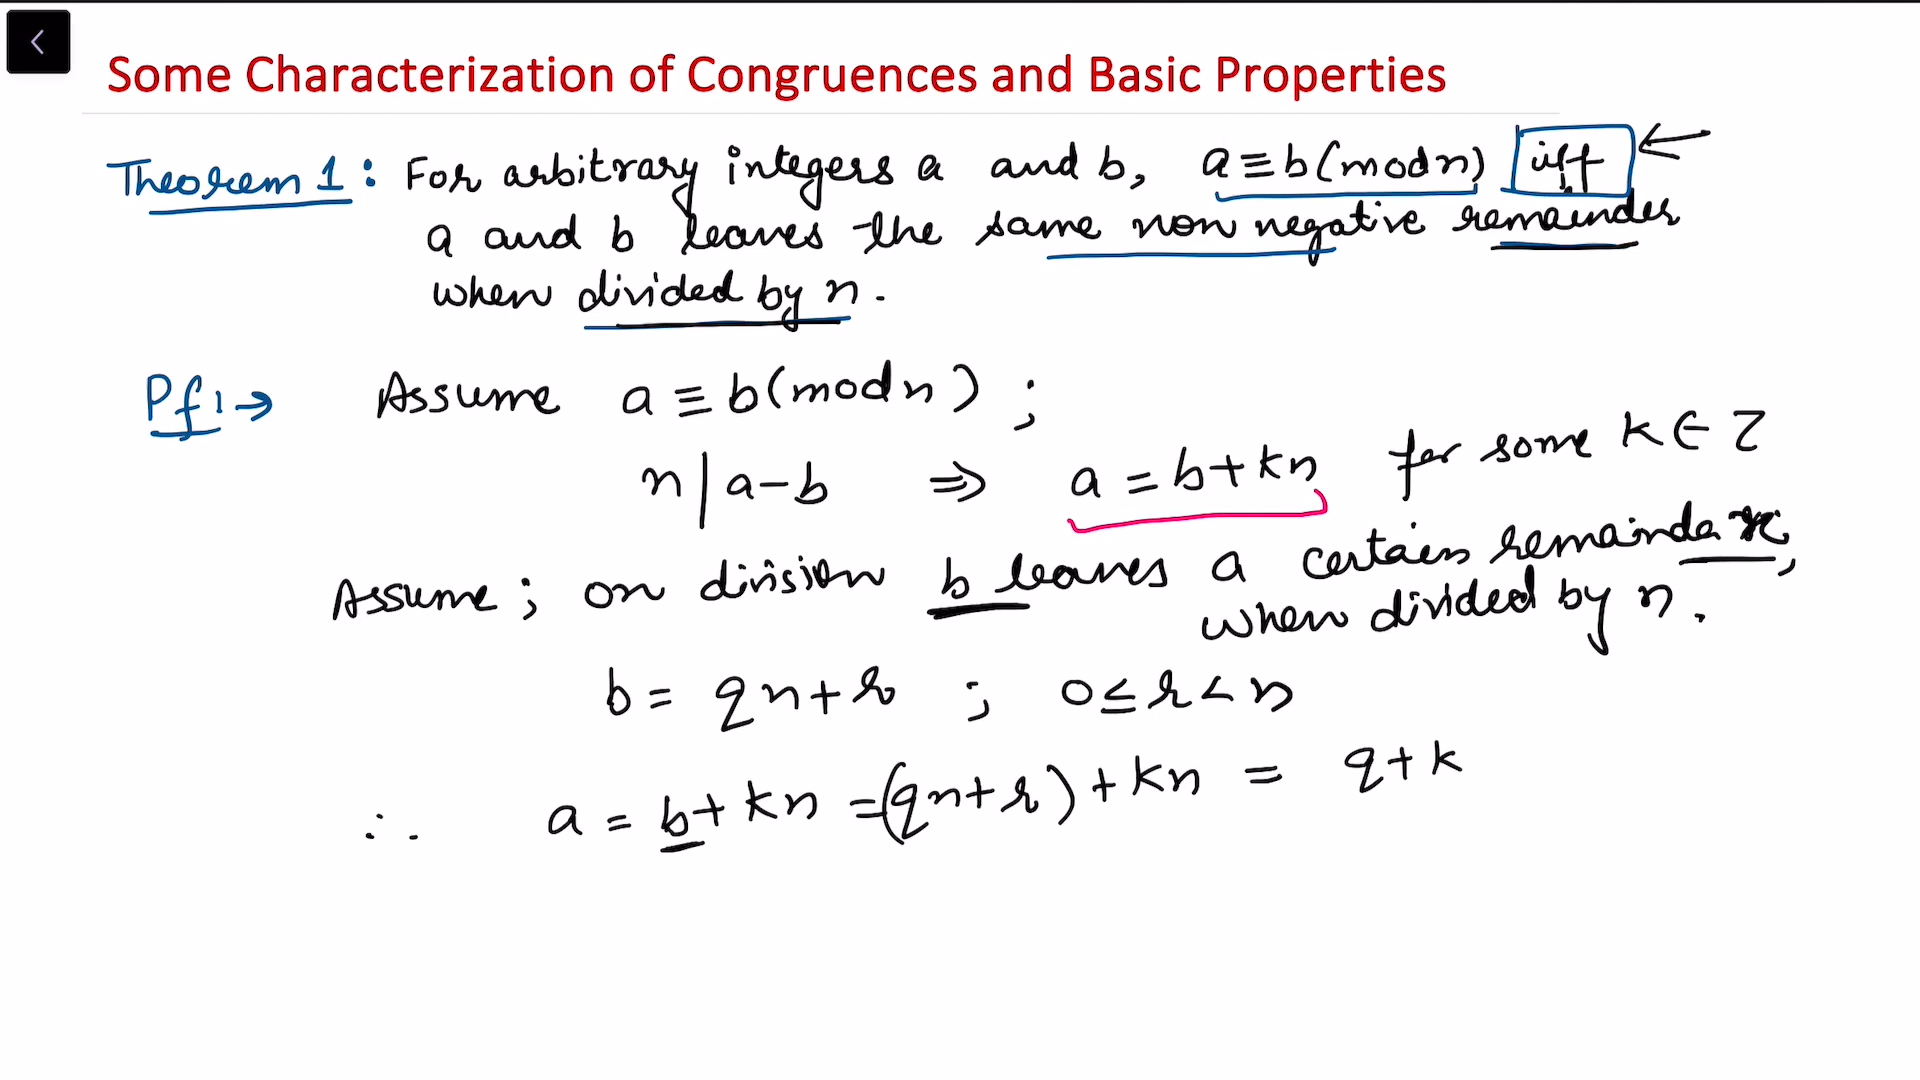 Some Characterization of Congruences and Basic Properties
Theorem 1: For arbitrary integers a and b, a≡b(mod n) iff
a and b leaves the same non negative remainder
when divided by n.
Pf:→ Assume a ≡ b(mod n) ;
n | a-b ⇒ a = b+kn for some k ∈ Z
Assume ; on division b leaves a certain remainder r,
when divided by n.
b = qn+r ; 0≤r<n
∴ a = b+kn =(qn+r)+kn = q+k